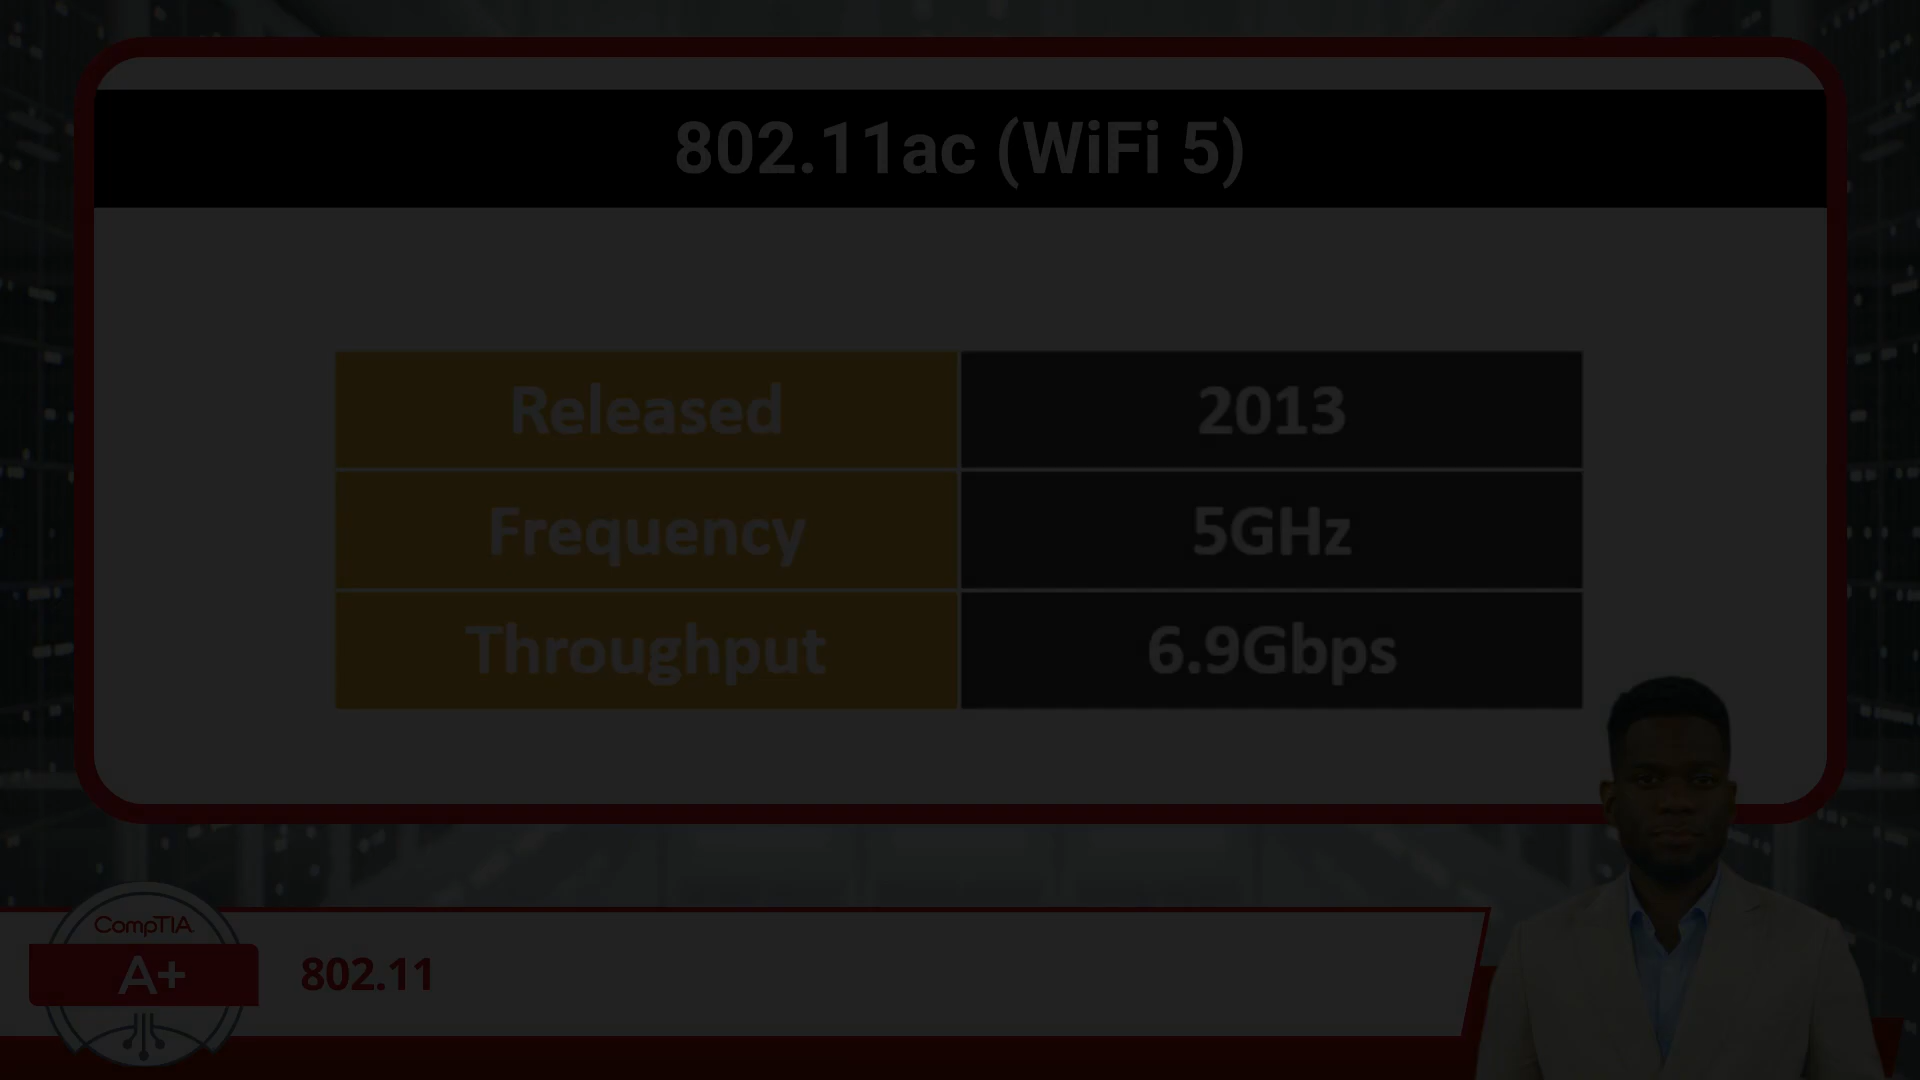 802.11ac (WiFi 5)
Released 2013
Frequency 5GHz
Throughput 6.9Gbps
CompTIA
A+
802.11